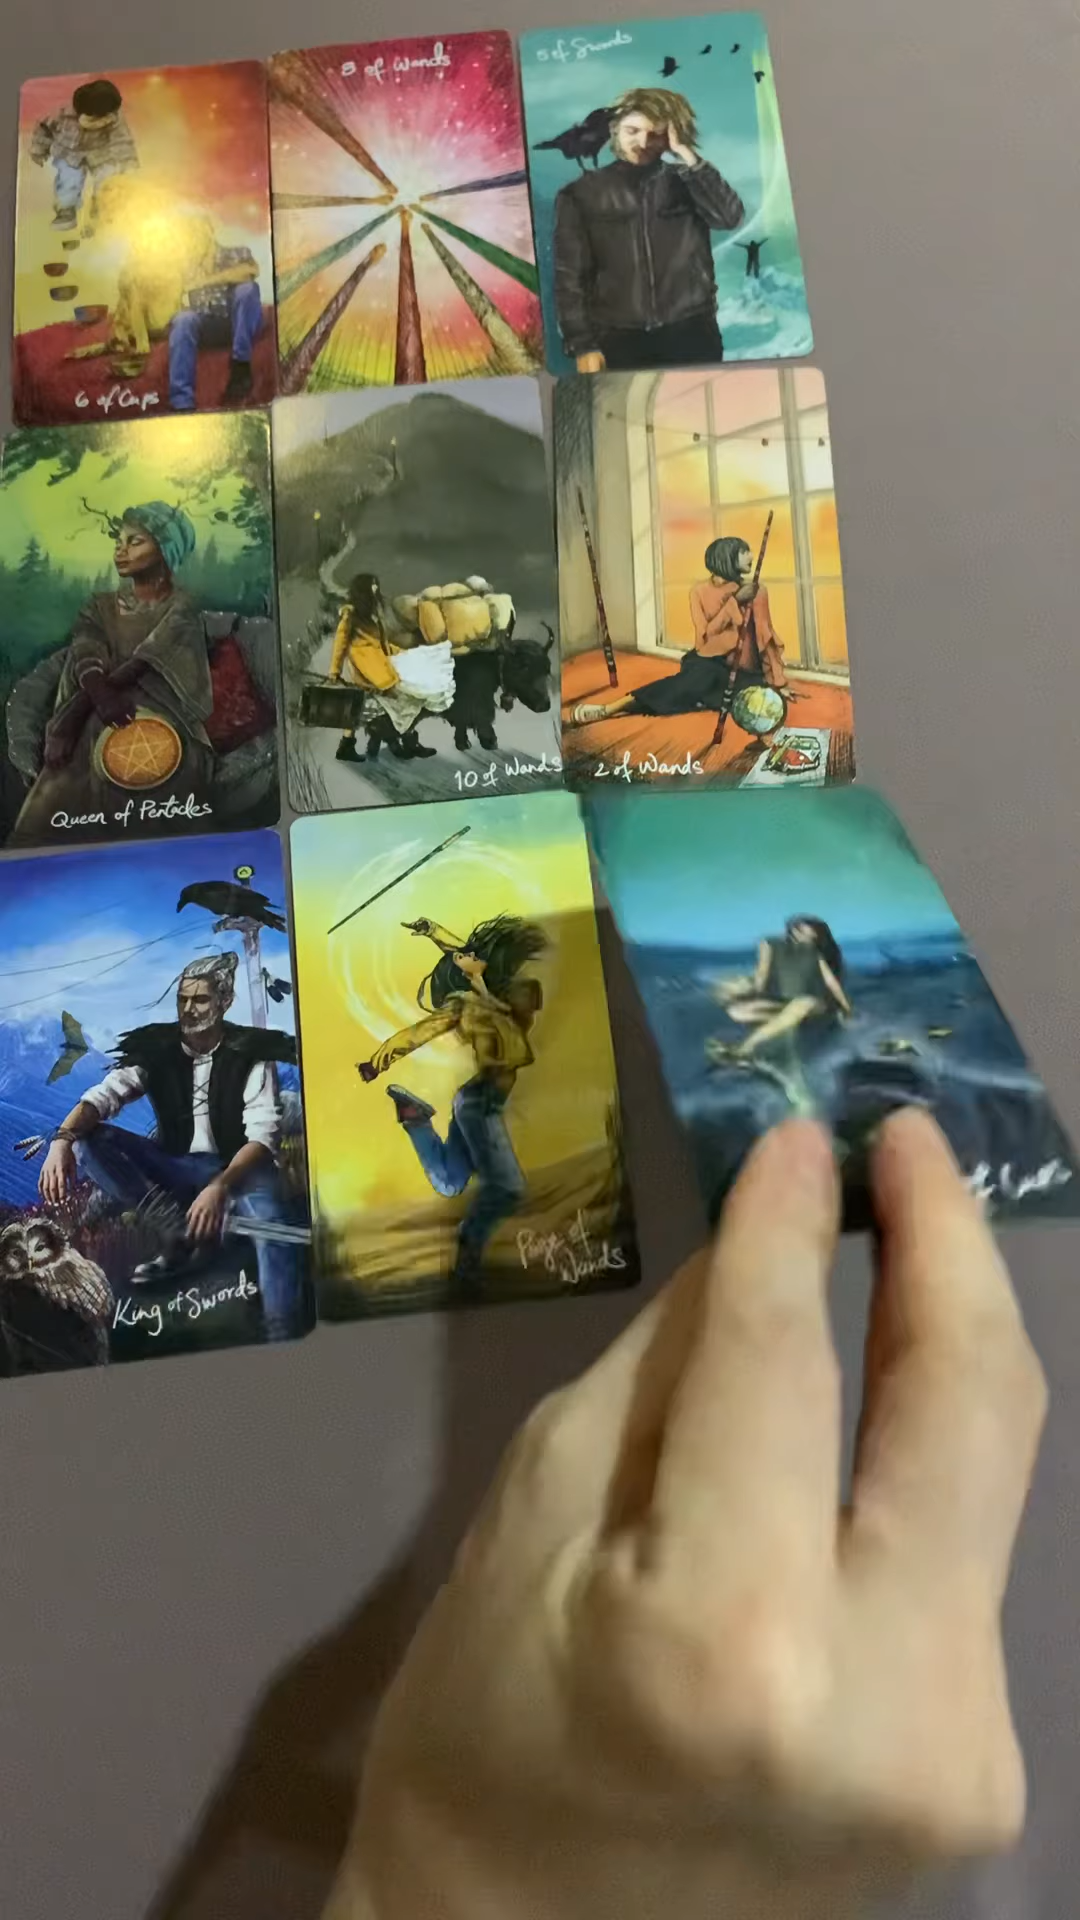 6 of Cups
8 of Wands
5 of Swords
Queen of Pentacles
10 of Wands
2 of Wands
King of Swords
Page of
Wands